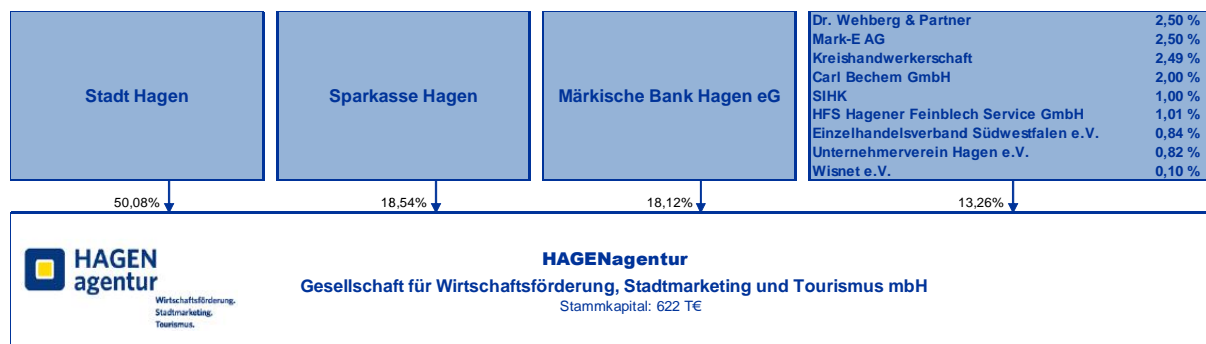 Stadt Hagen
Sparkasse Hagen
Märkische Bank Hagen eG
Dr. Wehberg & Partner 2,50 %
Mark-E AG 2,50 %
Kreishandwerkerschaft 2,49 %
Carl Bechem GmbH 2,00 %
SIHK 1,00 %
HFS Hagener Feinblech Service GmbH 1,01 %
Einzelhandelsverband Südwestfalen e.V. 0,84 %
Unternehmerverein Hagen e.V. 0,82 %
Wisnet e.V. 0,10 %
50,08% 18,54% 18,12% 13,26%
HAGEN
agentur
Wirtschaftsförderung.
Stadtmarketing.
Tourismus.
HAGENagentur
Gesellschaft für Wirtschaftsförderung, Stadtmarketing und Tourismus mbH
Stammkapital: 622 T€